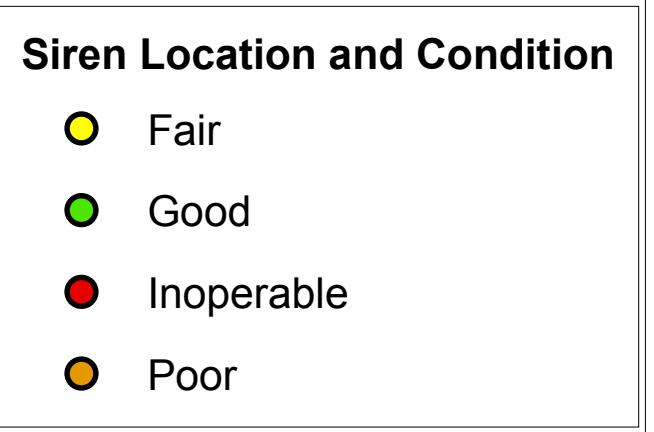 Siren Location and Condition
Fair
Good
Inoperable
Poor